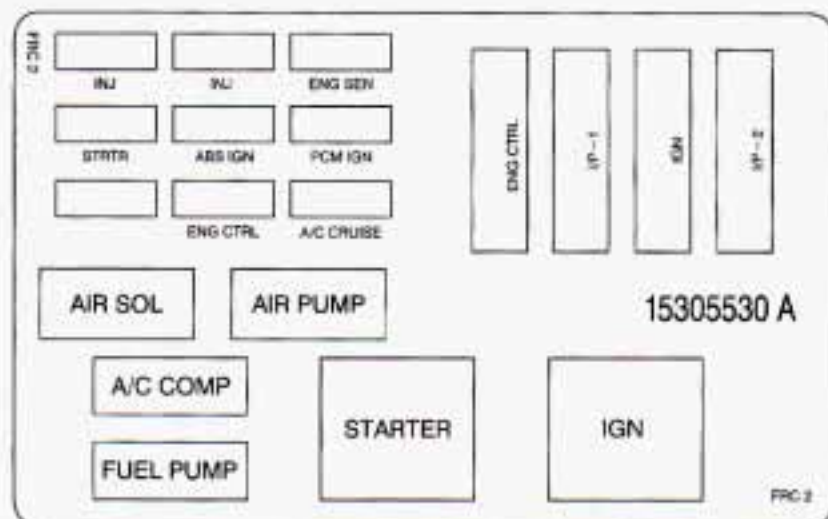 FRC 2
INJ INJ ENG SEN
STRTR ABS IGN PCM IGN
ENG CTRL A/C CRUISE
ENG CTRL I/P-1 IGN I/P-2
AIR SOL AIR PUMP
15305530 A
A/C COMP
STARTER IGN
FUEL PUMP
FRC 2